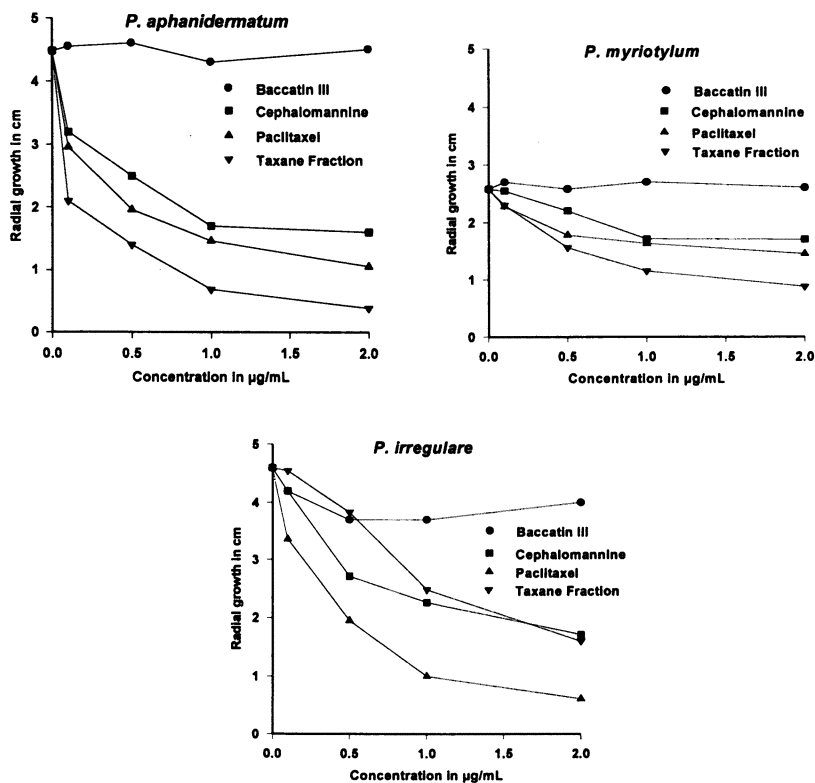 P. aphanidermatum
5
4
3
2
1
0
Radial growth in cm
Baccatin III
Cephalomannine
Paclitaxel
Taxane Fraction
0.0 0.5 1.0 1.5 2.0
Concentration in µg/mL
P. myriotylum
5
4
3
2
1
0
Radial growth in cm
Baccatin III
Cephalomannine
Paclitaxel
Taxane Fraction
0.0 0.5 1.0 1.5 2.0
Concentration in µg/mL
P. irregulare
5
4
3
2
1
0
Radial growth in cm
Baccatin III
Cephalomannine
Paclitaxel
Taxane Fraction
0.0 0.5 1.0 1.5 2.0
Concentration in µg/mL